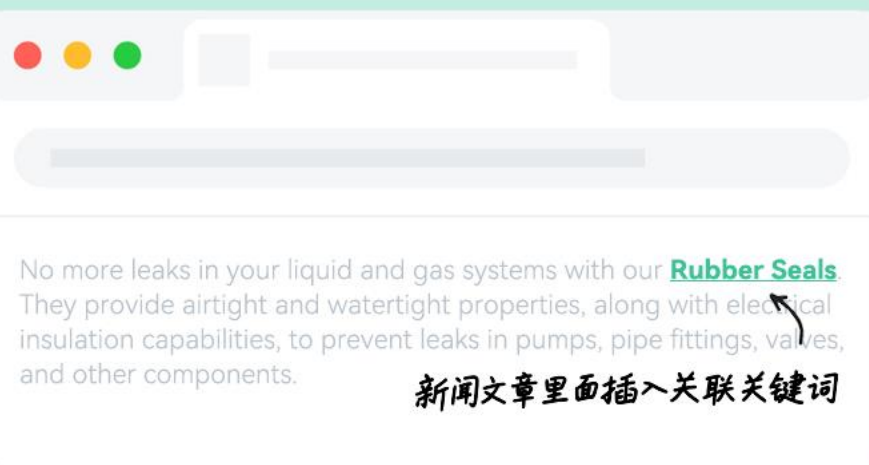 No more leaks in your liquid and gas systems with our Rubber Seals.
They provide airtight and watertight properties, along with electrical
insulation capabilities, to prevent leaks in pumps, pipe fittings, valves,
and other components.
新闻文章里面插入关联关键词